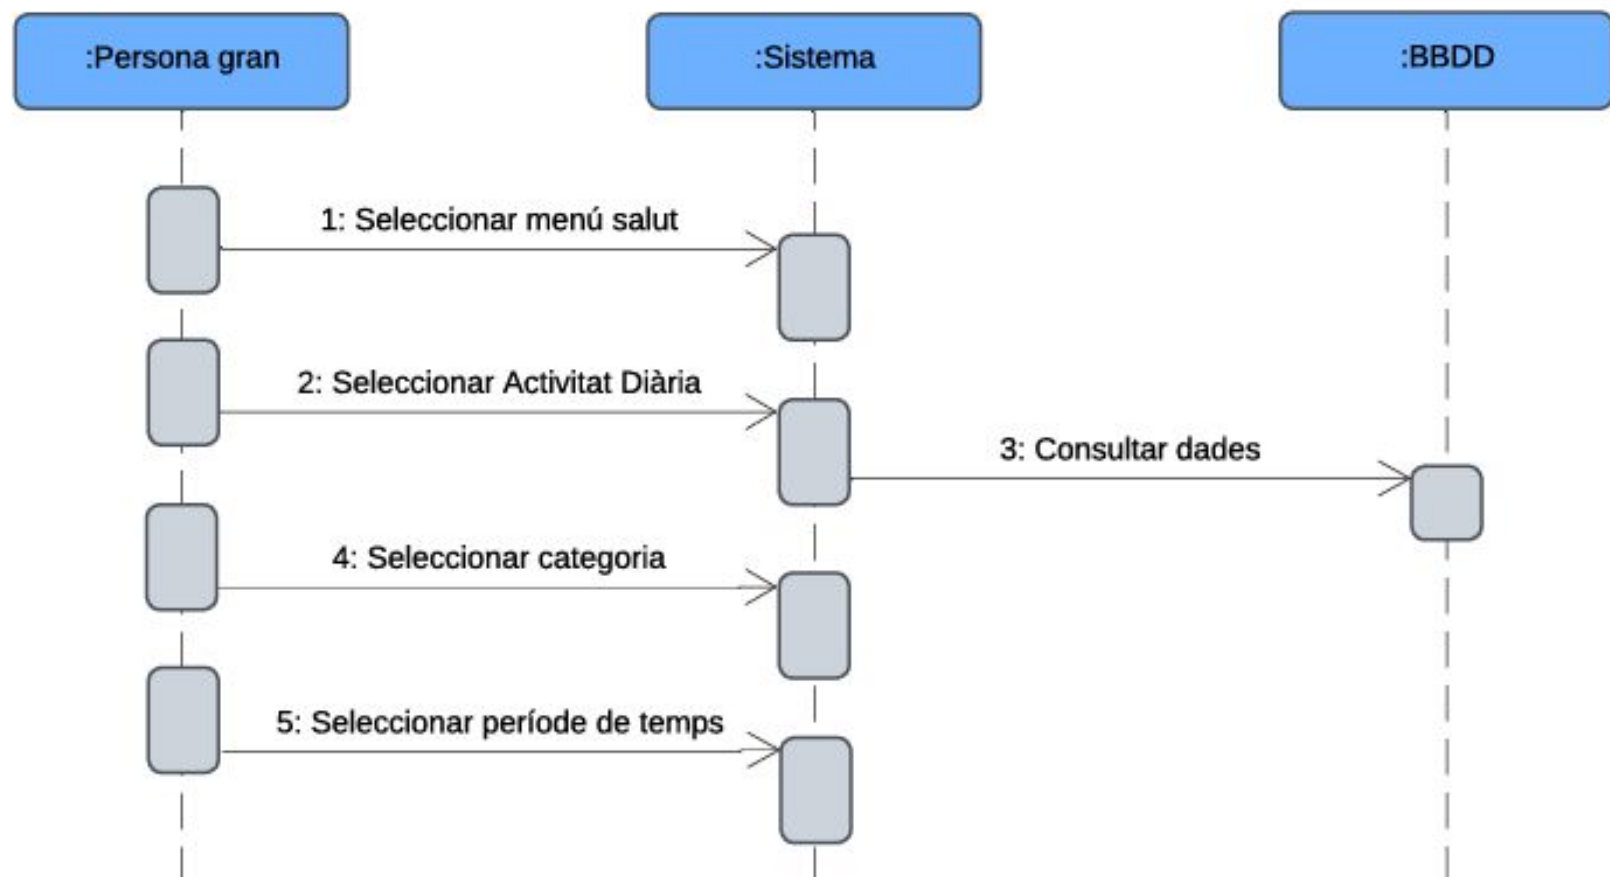 :Persona gran
:Sistema
:BBDD
1: Seleccionar menú salut
2: Seleccionar Activitat Diària
3: Consultar dades
4: Seleccionar categoria
5: Seleccionar període de temps